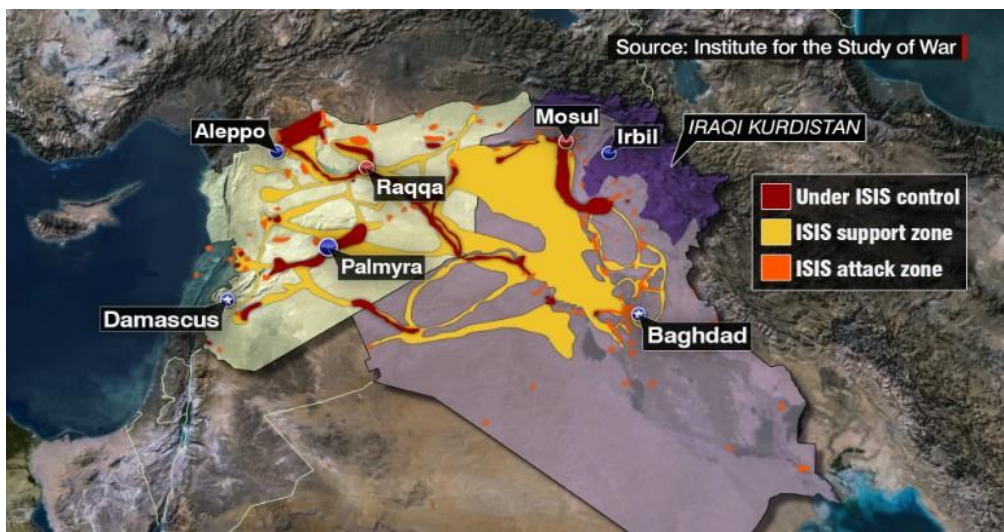 Source: Institute for the Study of War
Mosul
Aleppo
Irbil
IRAQI KURDISTAN
Raqqa
Under ISIS control
ISIS support zone
ISIS attack zone
Palmyra
Damascus
Baghdad